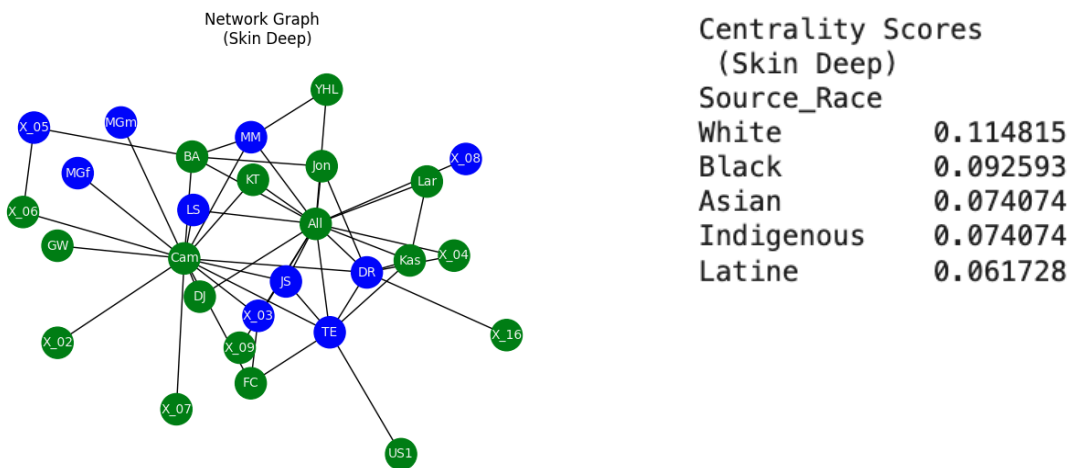 Network Graph
(Skin Deep)
YHL
X_05
MGm
MM
BA
Jon
X_08
MGf
KT
Lar
X_06
LS
All
GW
Cam
Kas
X_04
DR
JS
DJ
X_03
TE
X_16
X_02
X_09
FC
X_07
US1
Centrality Scores
(Skin Deep)
Source_Race
White 0.114815
Black 0.092593
Asian 0.074074
Indigenous 0.074074
Latine 0.061728